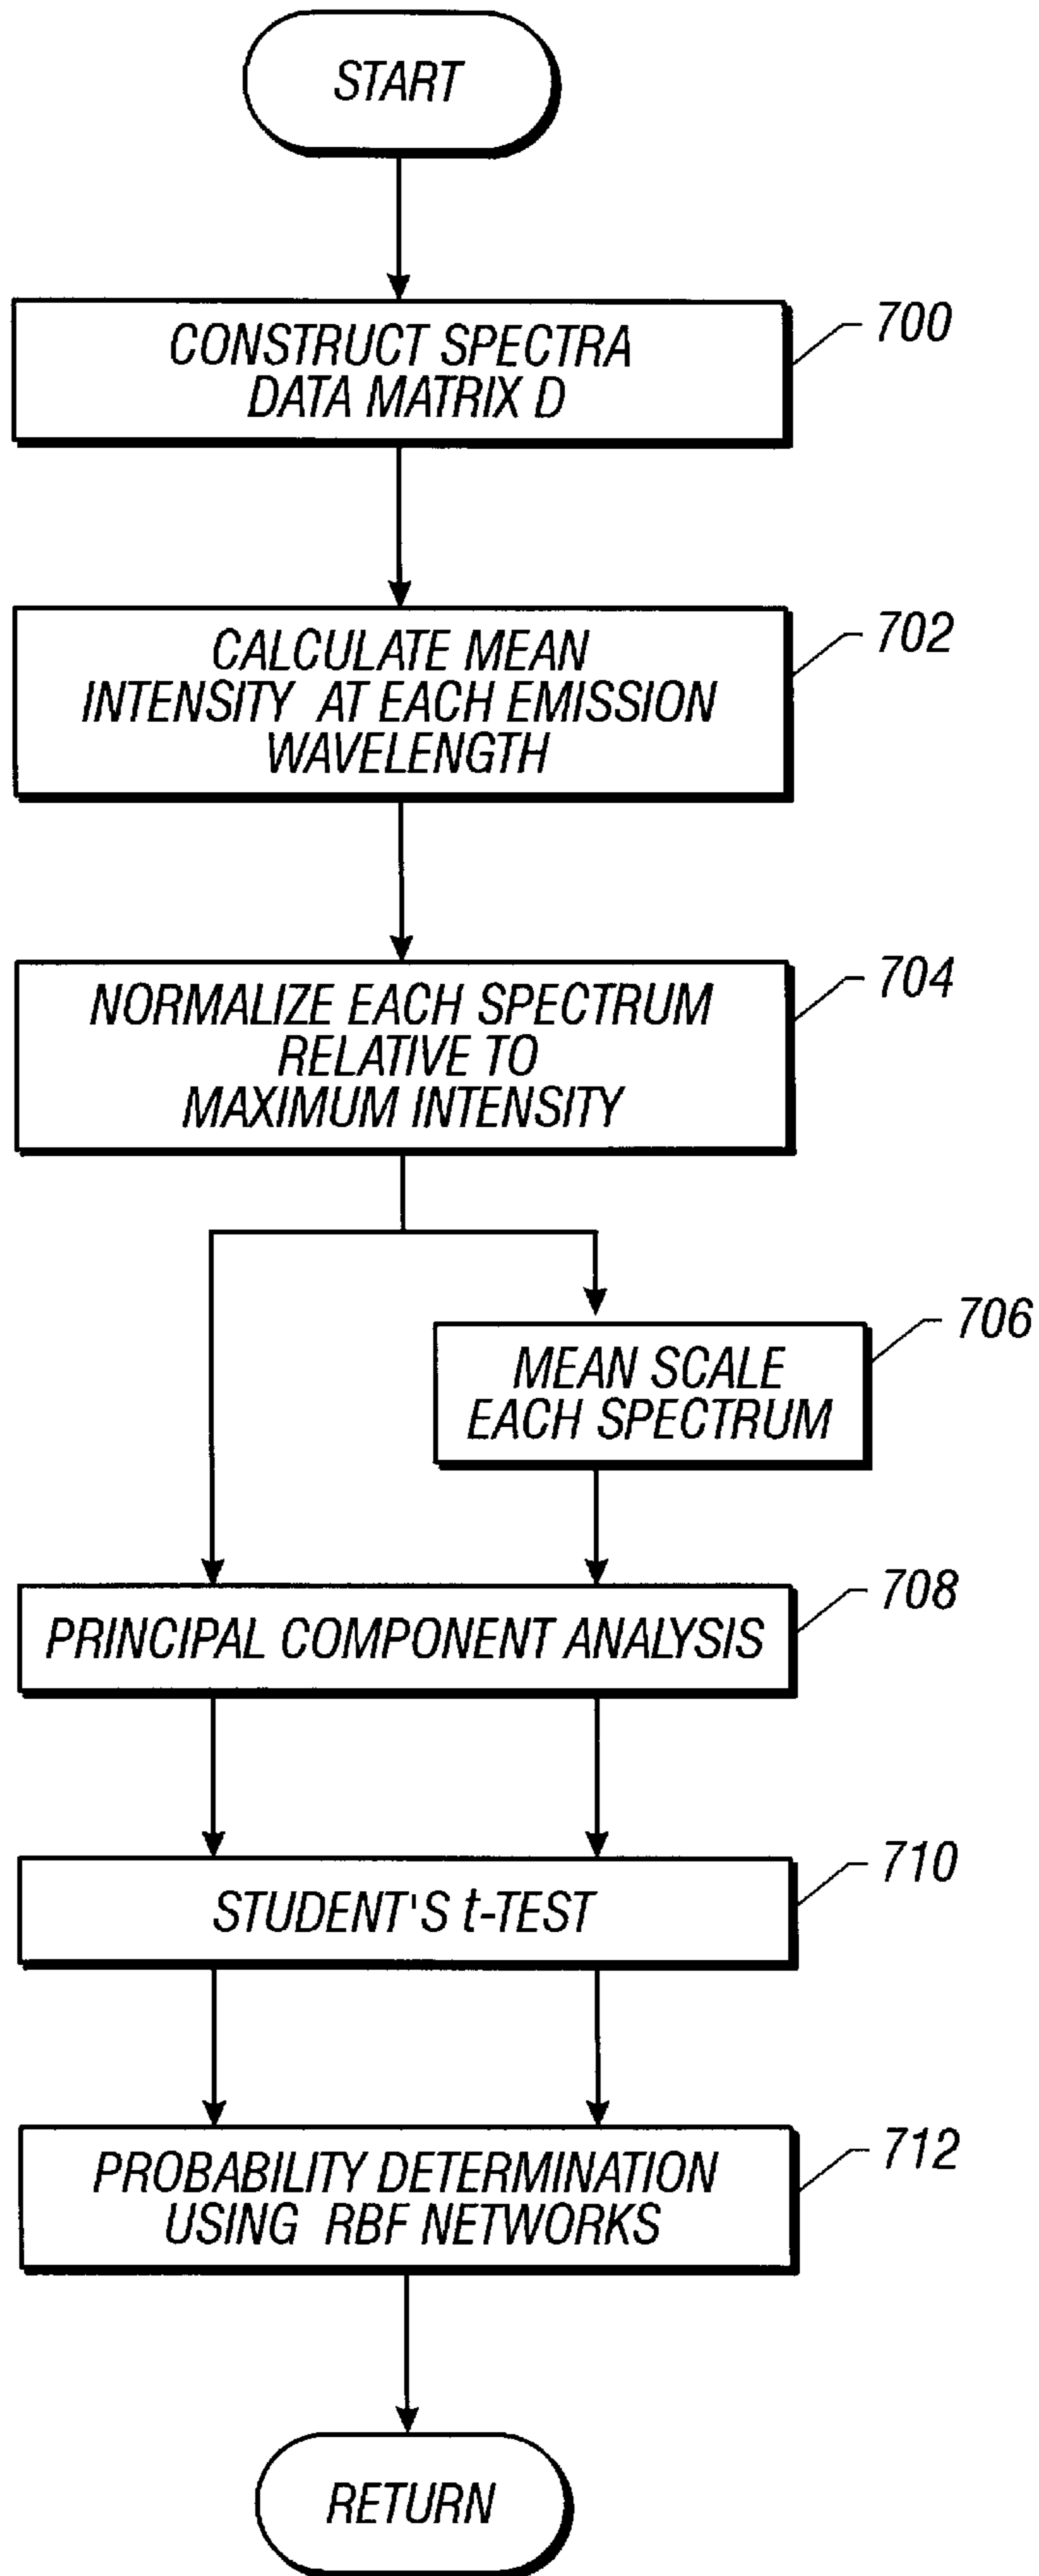 START
CONSTRUCT SPECTRA
DATA MATRIX D
700
CALCULATE MEAN
INTENSITY AT EACH EMISSION
WAVELENGTH
702
NORMALIZE EACH SPECTRUM
RELATIVE TO
MAXIMUM INTENSITY
704
MEAN SCALE
EACH SPECTRUM
706
PRINCIPAL COMPONENT ANALYSIS
708
STUDENT'S t-TEST
710
PROBABILITY DETERMINATION
USING RBF NETWORKS
712
RETURN